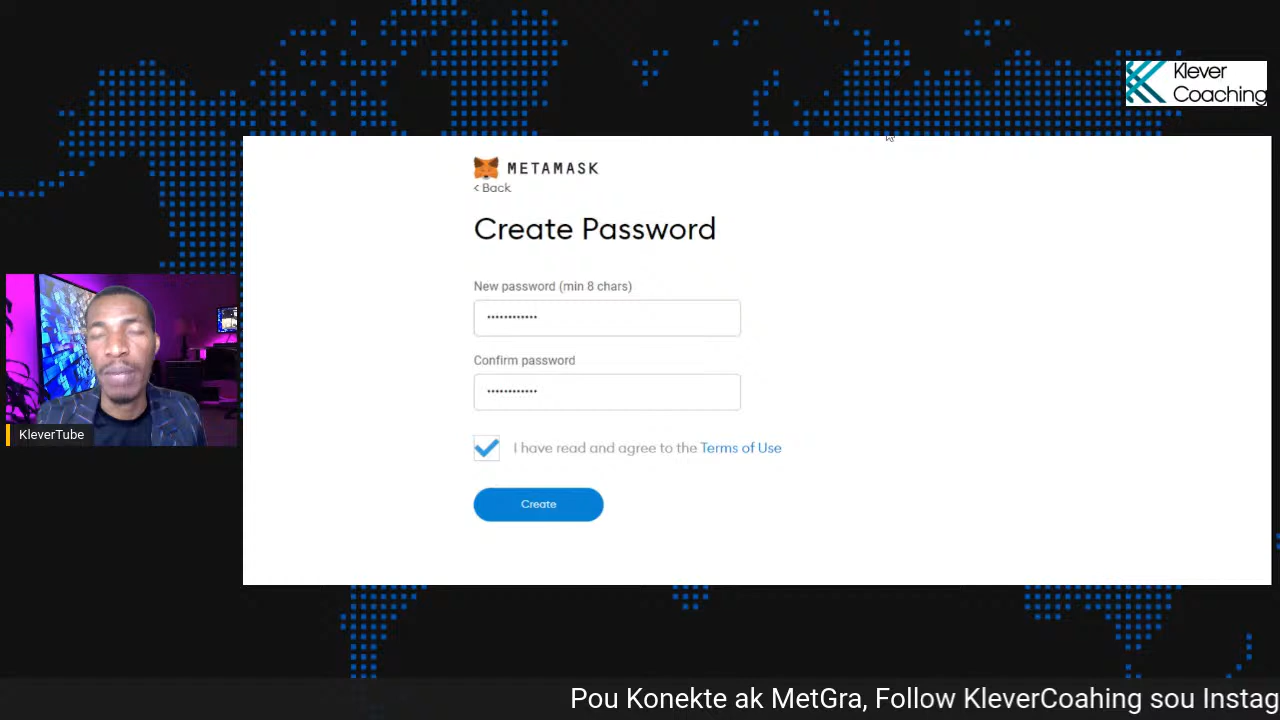 Klever
Coaching
METAMASK
< Back
Create Password
New password (min 8 chars)
••••••••••••
Confirm password
••••••••••••
I have read and agree to the Terms of Use
Create
KleverTube
Pou Konekte ak MetGra, Follow KleverCoahing sou Instag